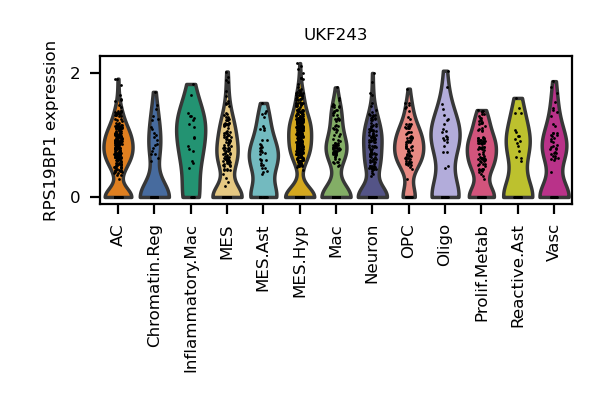 UKF243
RPS19BP1 expression
2
0
AC
Chromatin.Reg
Inflammatory.Mac
MES
MES.Ast
MES.Hyp
Mac
Neuron
OPC
Oligo
Prolif.Metab
Reactive.Ast
Vasc